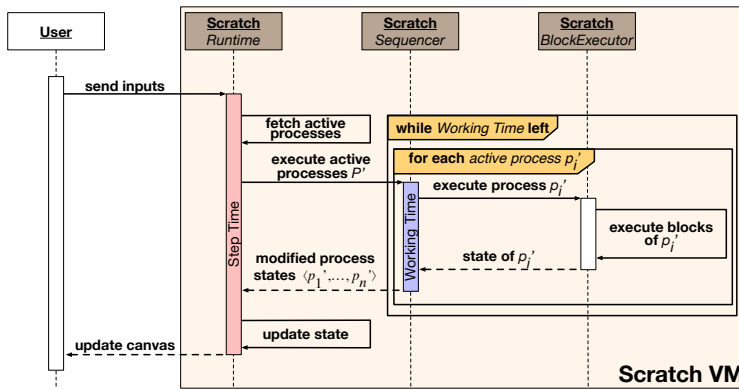 User
Scratch
Runtime
Scratch
Sequencer
Scratch
BlockExecutor
send inputs
fetch active
processes
while Working Time left
for each active process pi'
execute active
processes P'
execute process pi'
Step Time
Working Time
execute blocks
of pi'
modified process
states ⟨p1',...,pn'⟩
state of pi'
update state
update canvas
Scratch VM